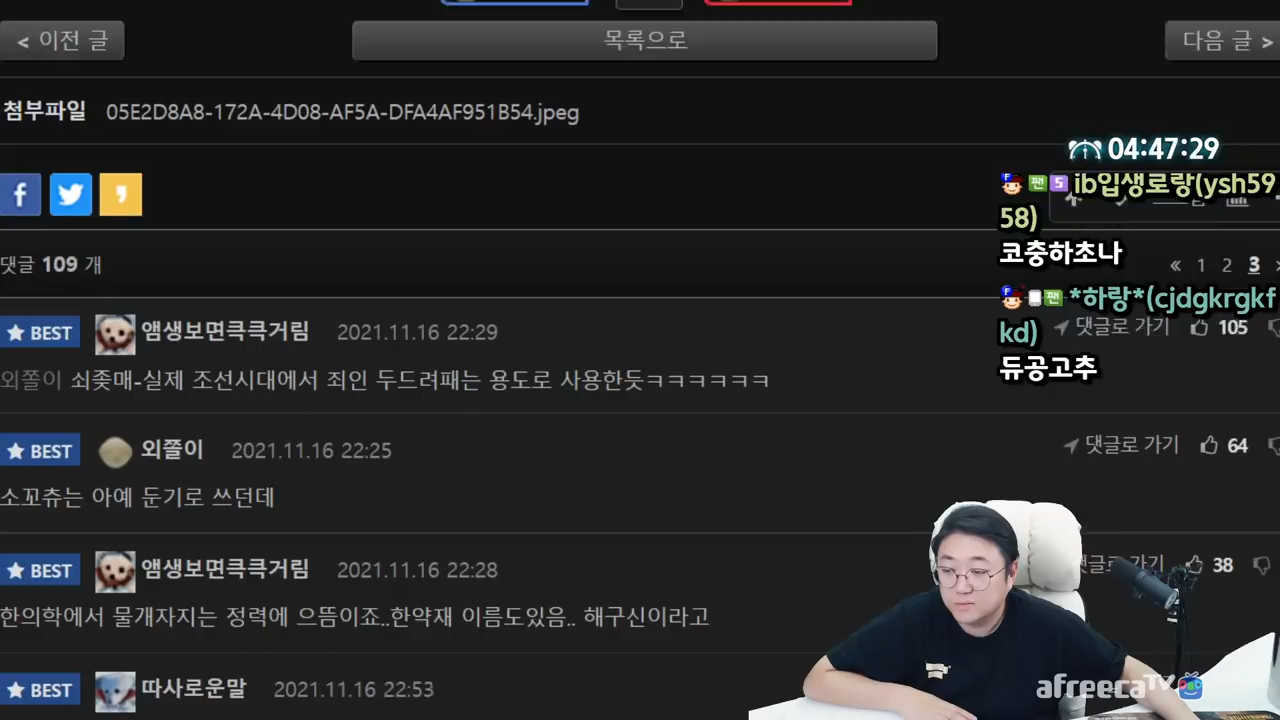 < 이전 글
목록으로
다음 글 >
첨부파일 05E2D8A8-172A-4D08-AF5A-DFA4AF951B54.jpeg
04:47:29
F 팬 5 ib입생로랑(ysh59
58)
코충하초나
댓글 109 개
« 1 2 3
F 팬 *하랑*(cjdgkrgkf
kd)
듀공고추
BEST 앰생보면큭큭거림 2021.11.16 22:29 댓글로 가기 105
외쫄이 쇠좆매-실제 조선시대에서 죄인 두드려패는 용도로 사용한듯ㅋㅋㅋㅋㅋㅋ
BEST 외쫄이 2021.11.16 22:25 댓글로 가기 64
소꼬츄는 아예 둔기로 쓰던데
BEST 앰생보면큭큭거림 2021.11.16 22:28 댓글로 가기 38
한의학에서 물개자지는 정력에 으뜸이죠..한약재 이름도있음.. 해구신이라고
BEST 따사로운말 2021.11.16 22:53
afreecaTV